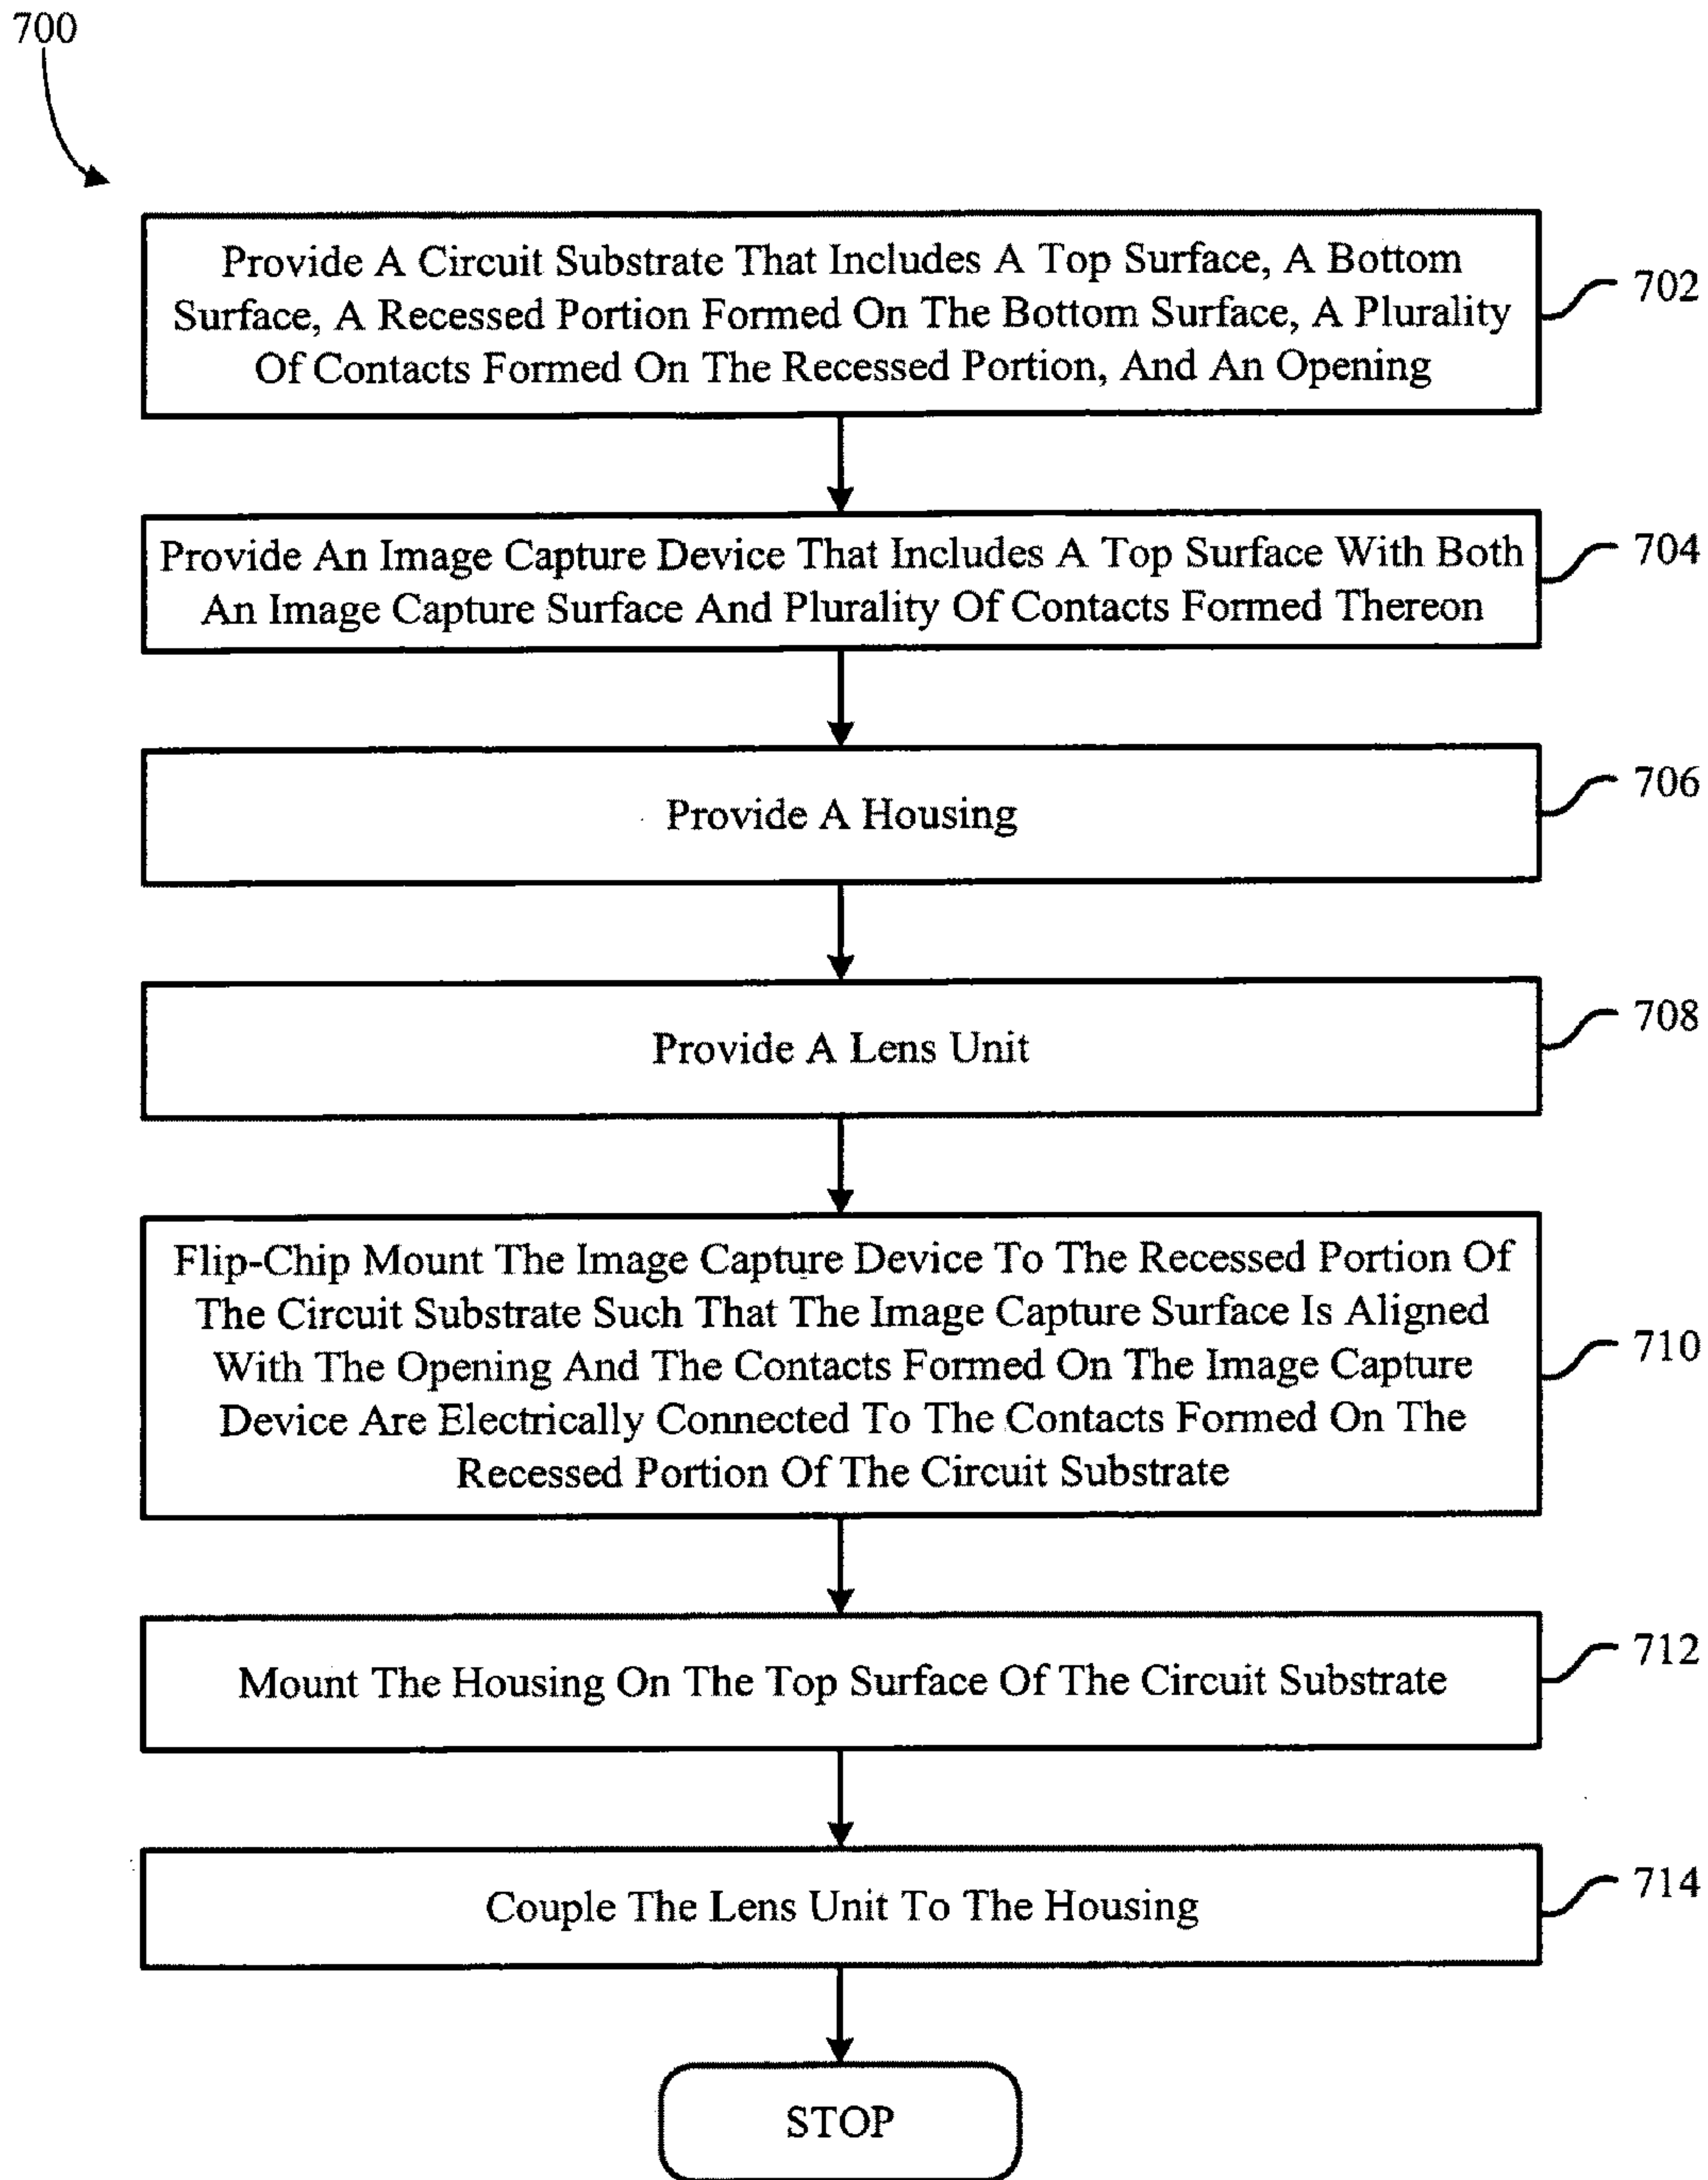 700
Provide A Circuit Substrate That Includes A Top Surface, A Bottom
Surface, A Recessed Portion Formed On The Bottom Surface, A Plurality
Of Contacts Formed On The Recessed Portion, And An Opening
702
Provide An Image Capture Device That Includes A Top Surface With Both
An Image Capture Surface And Plurality Of Contacts Formed Thereon
704
Provide A Housing
706
Provide A Lens Unit
708
Flip-Chip Mount The Image Capture Device To The Recessed Portion Of
The Circuit Substrate Such That The Image Capture Surface Is Aligned
With The Opening And The Contacts Formed On The Image Capture
Device Are Electrically Connected To The Contacts Formed On The
Recessed Portion Of The Circuit Substrate
710
Mount The Housing On The Top Surface Of The Circuit Substrate
712
Couple The Lens Unit To The Housing
714
STOP